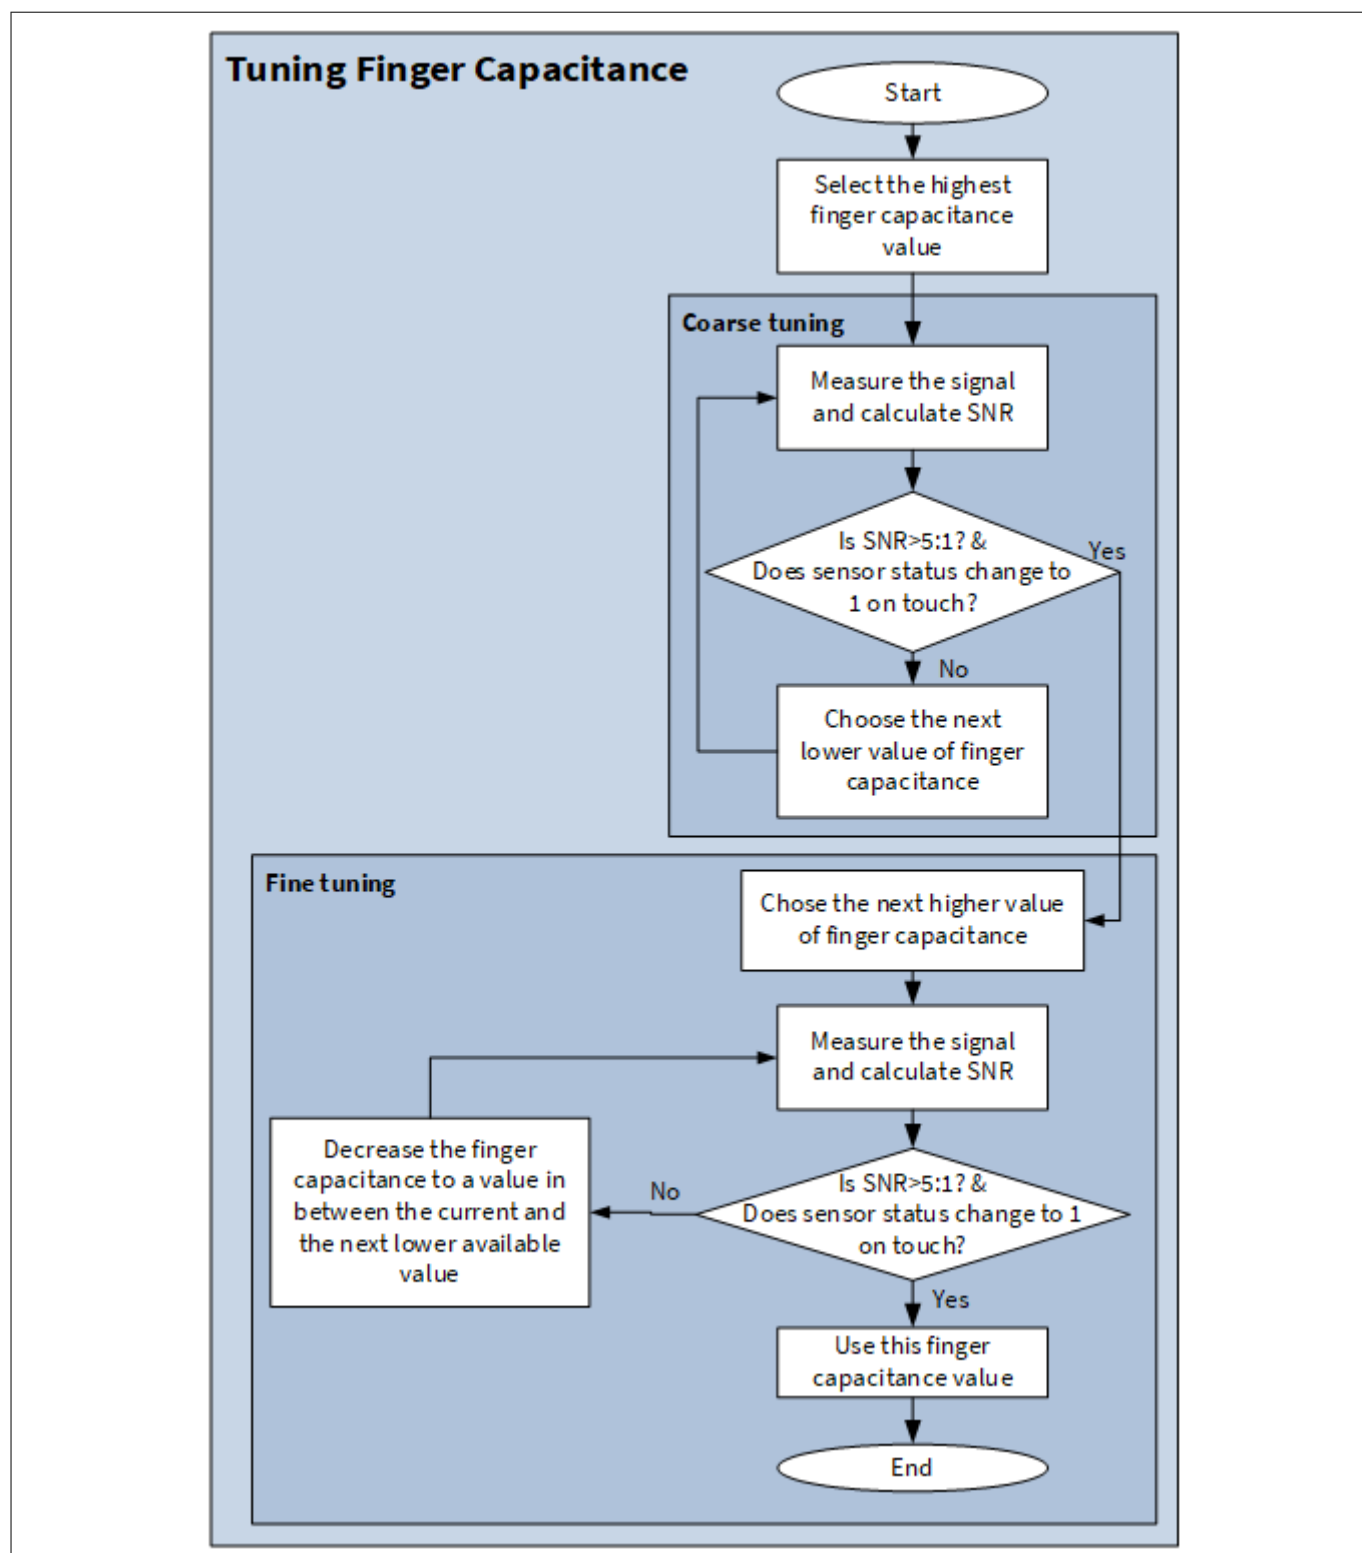 Tuning Finger Capacitance
Start
Select the highest
finger capacitance
value
Coarse tuning
Measure the signal
and calculate SNR
Is SNR>5:1? &
Does sensor status change to
1 on touch?
Yes
No
Choose the next
lower value of finger
capacitance
Fine tuning
Chose the next higher value
of finger capacitance
Measure the signal
and calculate SNR
Is SNR>5:1? &
Does sensor status change to 1
on touch?
No
Decrease the finger
capacitance to a value in
between the current and
the next lower available
value
Yes
Use this finger
capacitance value
End